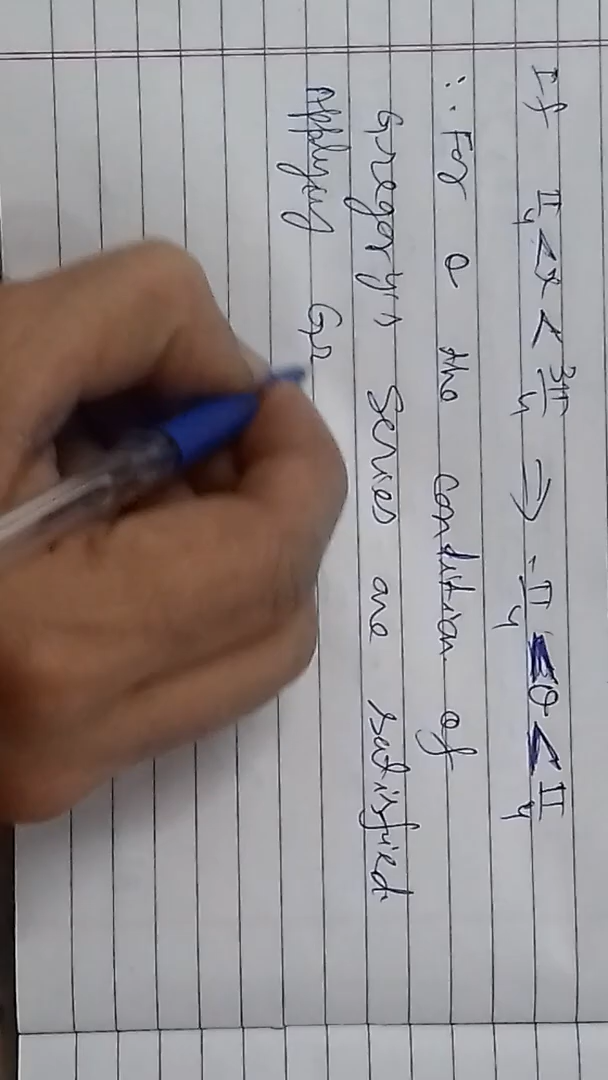 If π/4 < x < 3π/4 ⇒ -π/4 ≤ θ ≤ π/4
∵ For θ the condition of
Gregory's Series are satisfied
Applying Gr